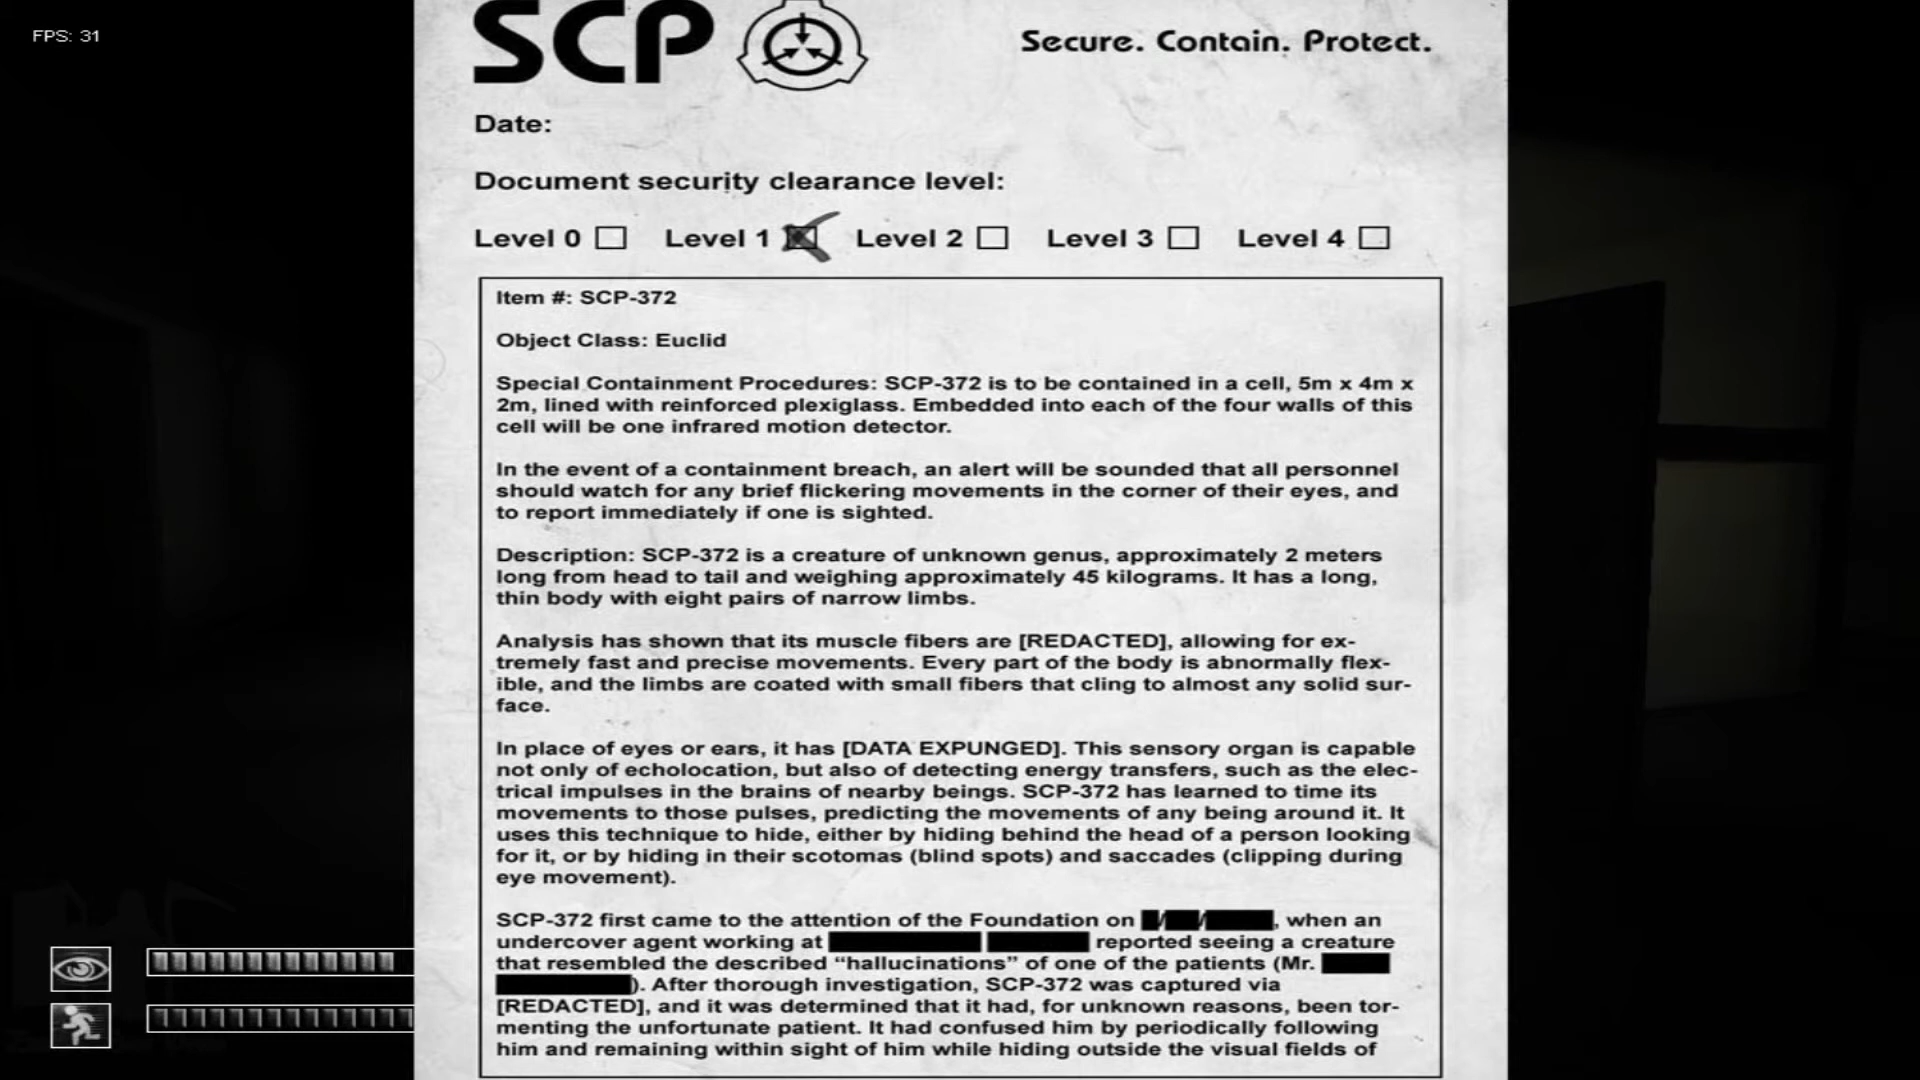 FPS: 31
SCP
Secure. Contain. Protect.
Date:
Document security clearance level:
Level 0 Level 1 Level 2 Level 3 Level 4
Item #: SCP-372
Object Class: Euclid
Special Containment Procedures: SCP-372 is to be contained in a cell, 5m x 4m x
2m, lined with reinforced plexiglass. Embedded into each of the four walls of this
cell will be one infrared motion detector.
In the event of a containment breach, an alert will be sounded that all personnel
should watch for any brief flickering movements in the corner of their eyes, and
to report immediately if one is sighted.
Description: SCP-372 is a creature of unknown genus, approximately 2 meters
long from head to tail and weighing approximately 45 kilograms. It has a long,
thin body with eight pairs of narrow limbs.
Analysis has shown that its muscle fibers are [REDACTED], allowing for ex-
tremely fast and precise movements. Every part of the body is abnormally flex-
ible, and the limbs are coated with small fibers that cling to almost any solid sur-
face.
In place of eyes or ears, it has [DATA EXPUNGED]. This sensory organ is capable
not only of echolocation, but also of detecting energy transfers, such as the elec-
trical impulses in the brains of nearby beings. SCP-372 has learned to time its
movements to those pulses, predicting the movements of any being around it. It
uses this technique to hide, either by hiding behind the head of a person looking
for it, or by hiding in their scotomas (blind spots) and saccades (clipping during
eye movement).
SCP-372 first came to the attention of the Foundation on / / , when an
undercover agent working at reported seeing a creature
that resembled the described “hallucinations” of one of the patients (Mr.
). After thorough investigation, SCP-372 was captured via
[REDACTED], and it was determined that it had, for unknown reasons, been tor-
menting the unfortunate patient. It had confused him by periodically following
him and remaining within sight of him while hiding outside the visual fields of